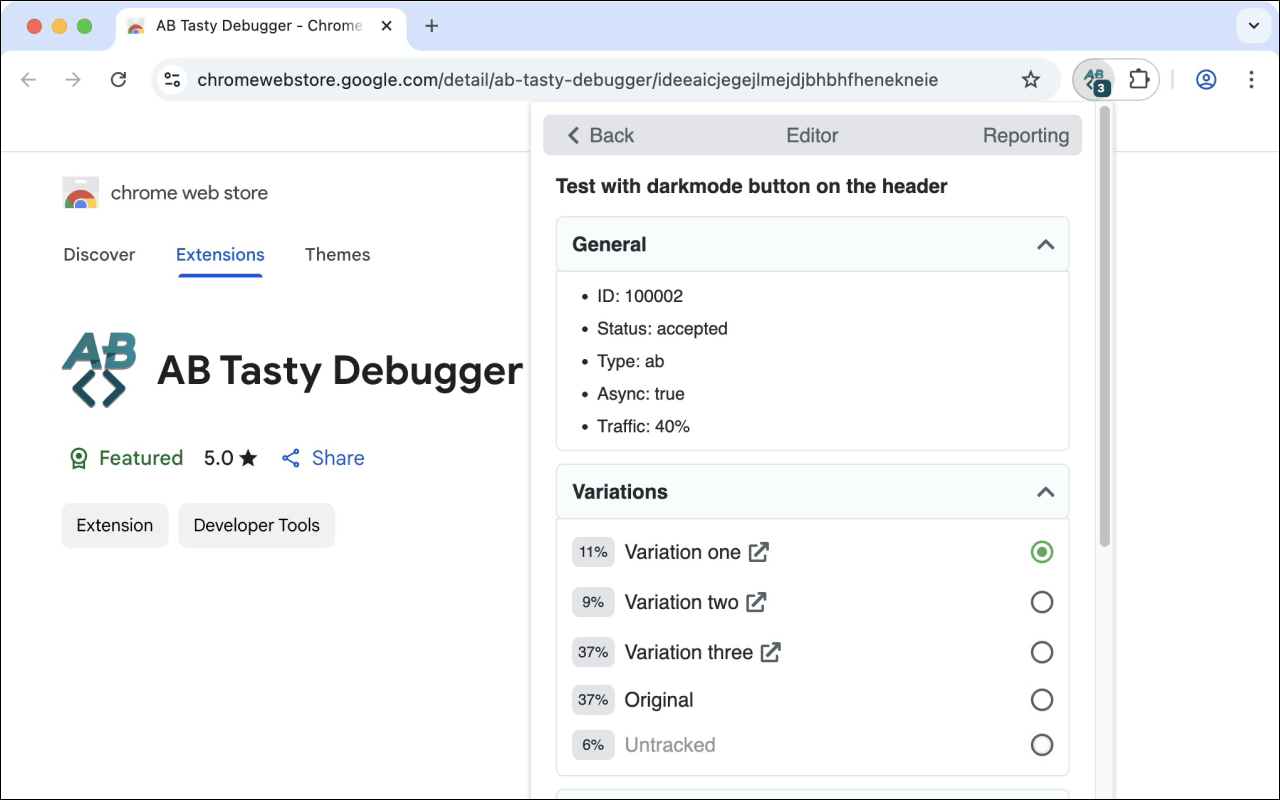 AB Tasty Debugger - Chrome
chromewebstore.google.com/detail/ab-tasty-debugger/ideeaicjegejlmejdjbhbhfhenekneie
AB
3
chrome web store
Discover
Extensions
Themes
AB
AB Tasty Debugger
Featured
5.0
Share
Extension
Developer Tools
Back
Editor
Reporting
Test with darkmode button on the header
General
• ID: 100002
• Status: accepted
• Type: ab
• Async: true
• Traffic: 40%
Variations
11% Variation one
9% Variation two
37% Variation three
37% Original
6% Untracked